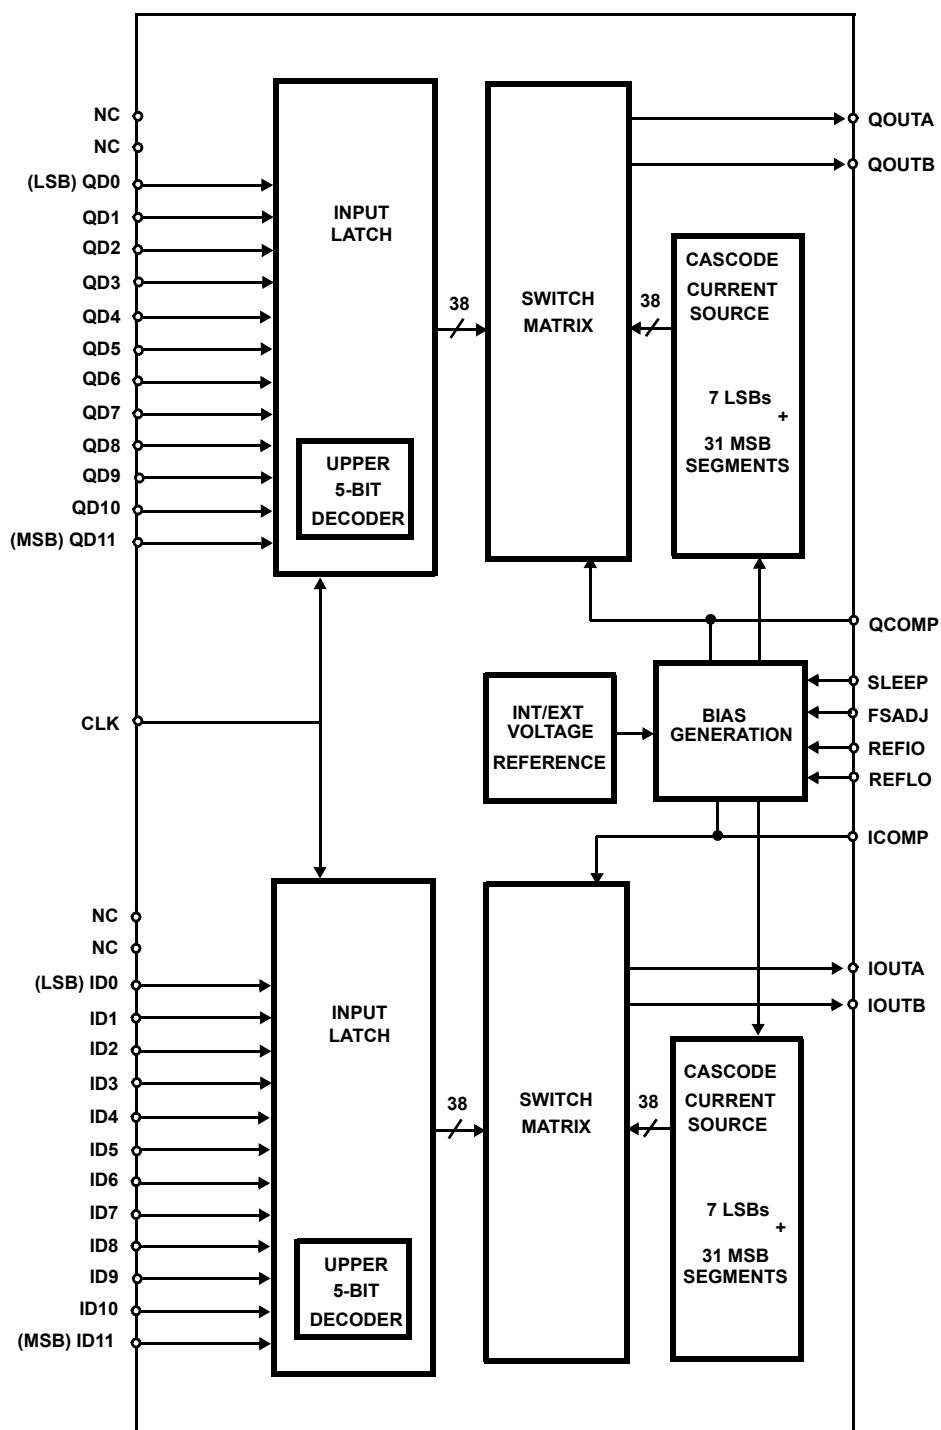 NC
NC
(LSB) QD0
QD1
QD2
QD3
QD4
QD5
QD6
QD7
QD8
QD9
QD10
(MSB) QD11
INPUT
LATCH
UPPER
5-BIT
DECODER
38
SWITCH
MATRIX
38
CASCODE
CURRENT
SOURCE
7 LSBs
+
31 MSB
SEGMENTS
QOUTA
QOUTB
QCOMP
CLK
INT/EXT
VOLTAGE
REFERENCE
BIAS
GENERATION
SLEEP
FSADJ
REFIO
REFLO
ICOMP
NC
NC
(LSB) ID0
ID1
ID2
ID3
ID4
ID5
ID6
ID7
ID8
ID9
ID10
(MSB) ID11
INPUT
LATCH
UPPER
5-BIT
DECODER
38
SWITCH
MATRIX
38
CASCODE
CURRENT
SOURCE
7 LSBs
+
31 MSB
SEGMENTS
IOUTA
IOUTB